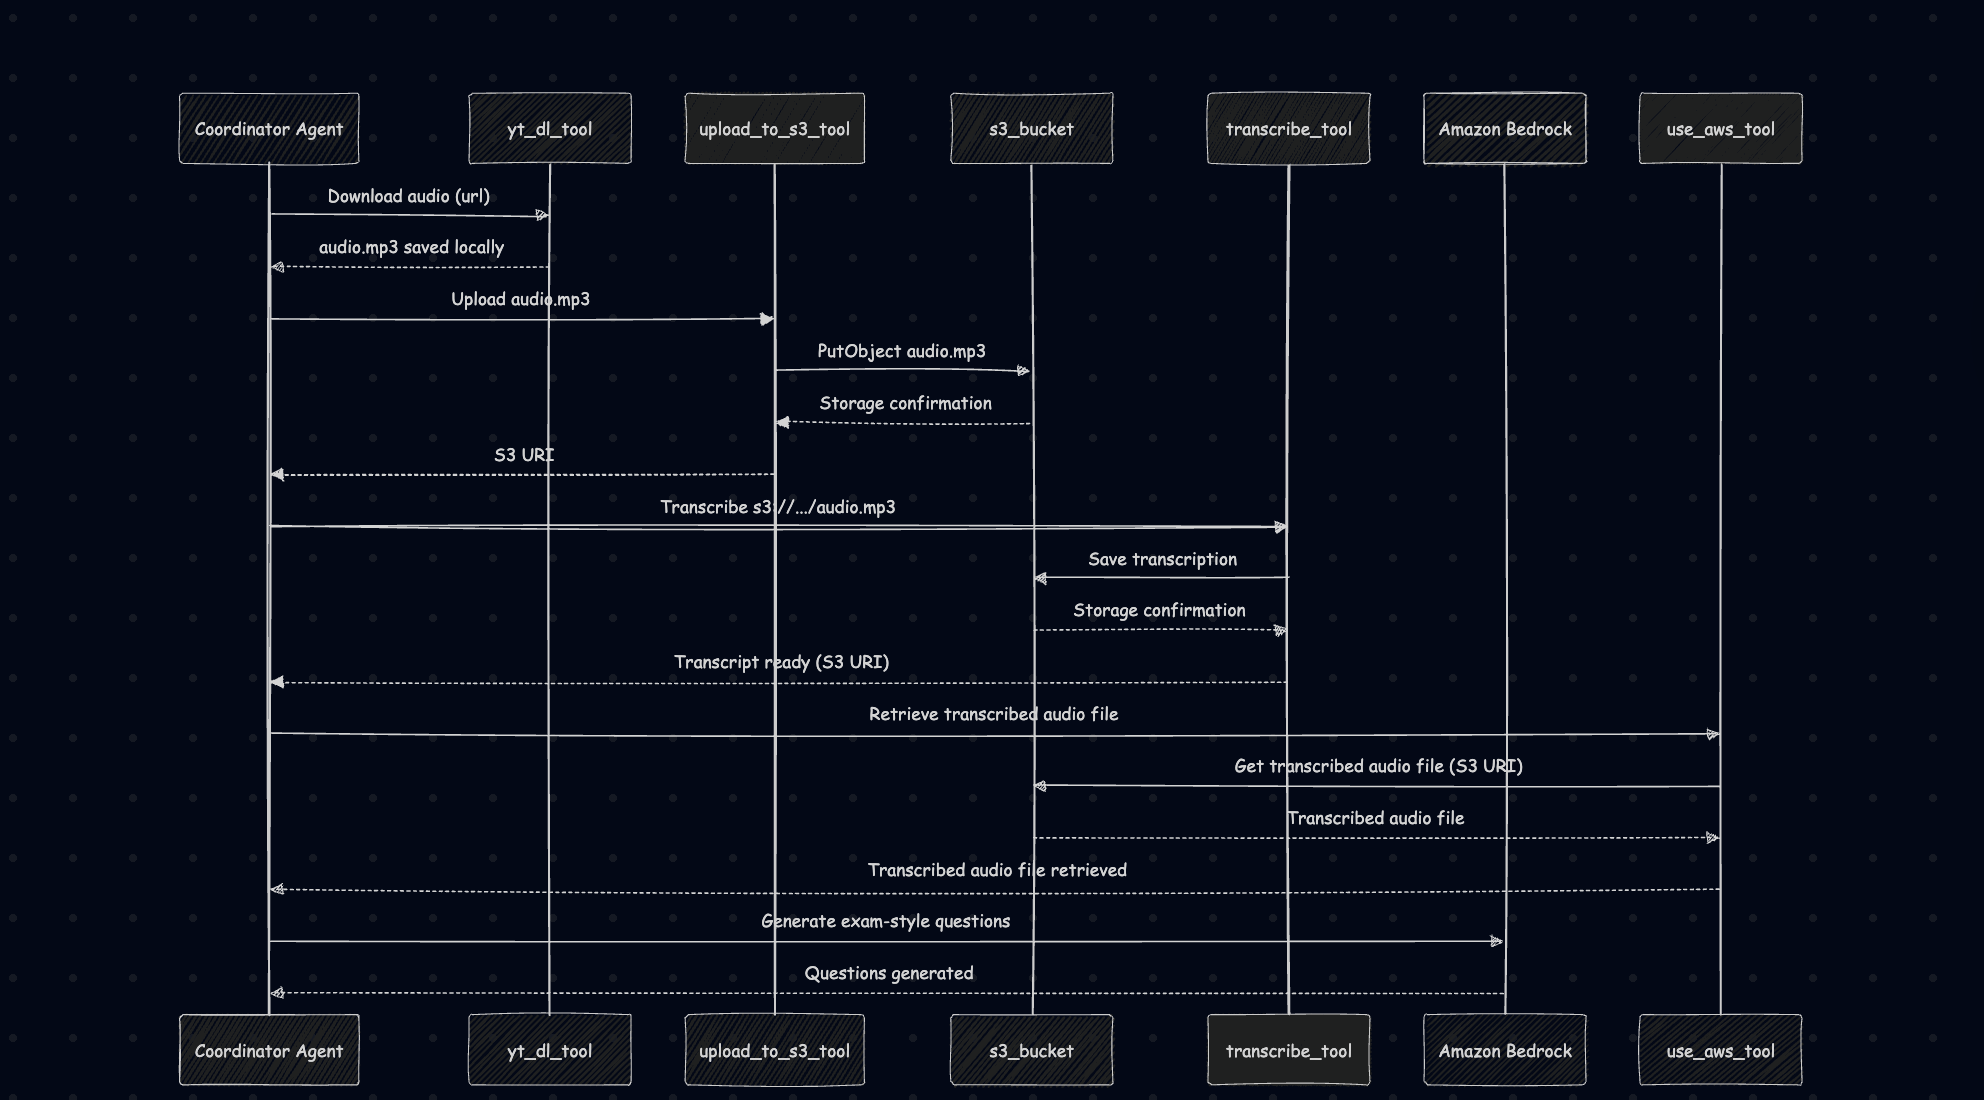 Coordinator Agent
yt_dl_tool
upload_to_s3_tool
s3_bucket
transcribe_tool
Amazon Bedrock
use_aws_tool
Download audio (url)
audio.mp3 saved locally
Upload audio.mp3
PutObject audio.mp3
Storage confirmation
S3 URI
Transcribe s3://.../audio.mp3
Save transcription
Storage confirmation
Transcript ready (S3 URI)
Retrieve transcribed audio file
Get transcribed audio file (S3 URI)
Transcribed audio file
Transcribed audio file retrieved
Generate exam-style questions
Questions generated
Coordinator Agent
yt_dl_tool
upload_to_s3_tool
s3_bucket
transcribe_tool
Amazon Bedrock
use_aws_tool